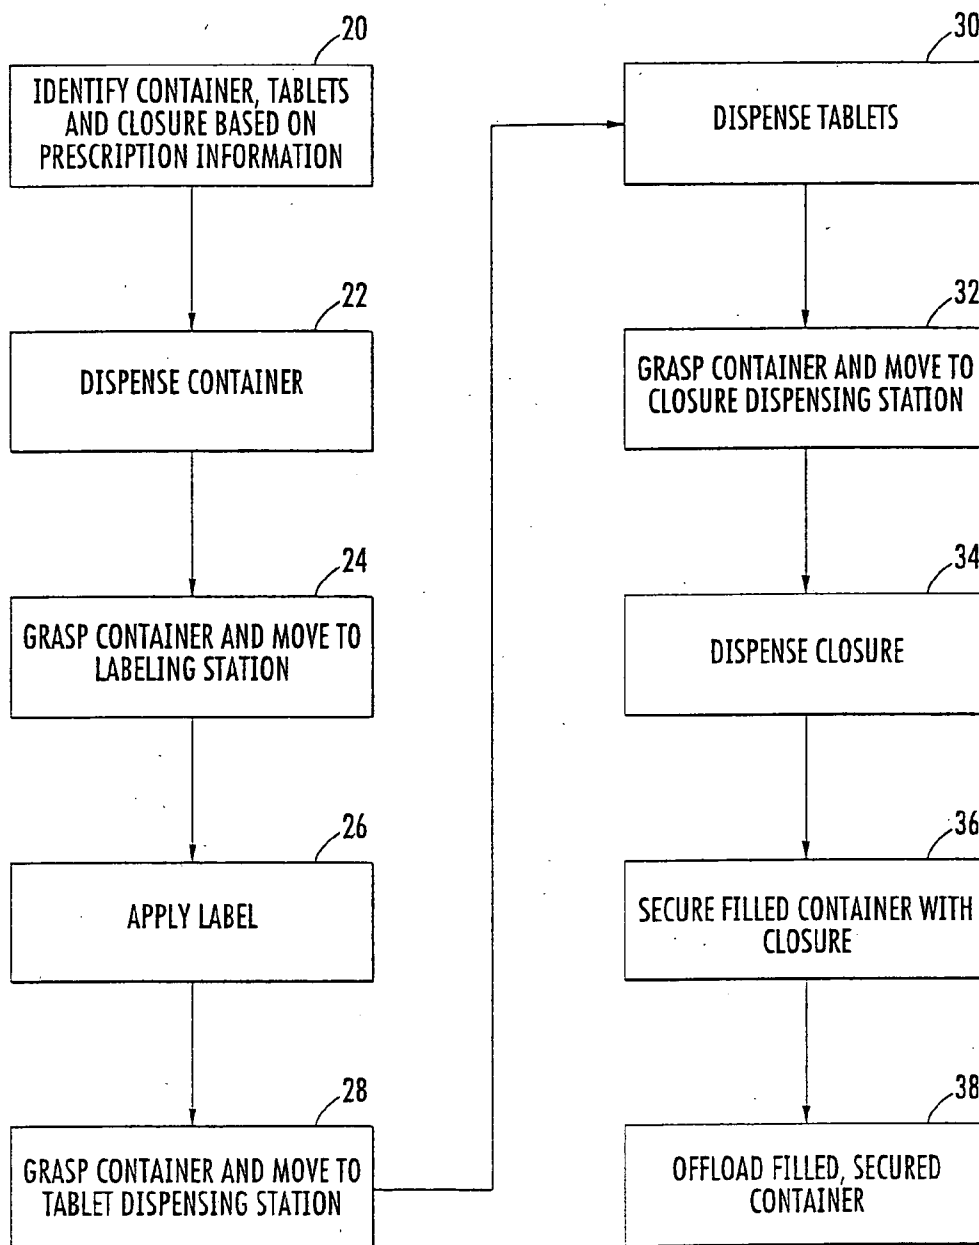 20
IDENTIFY CONTAINER, TABLETS
AND CLOSURE BASED ON
PRESCRIPTION INFORMATION
22
DISPENSE CONTAINER
24
GRASP CONTAINER AND MOVE TO
LABELING STATION
26
APPLY LABEL
28
GRASP CONTAINER AND MOVE TO
TABLET DISPENSING STATION
30
DISPENSE TABLETS
32
GRASP CONTAINER AND MOVE TO
CLOSURE DISPENSING STATION
34
DISPENSE CLOSURE
36
SECURE FILLED CONTAINER WITH
CLOSURE
38
OFFLOAD FILLED, SECURED
CONTAINER